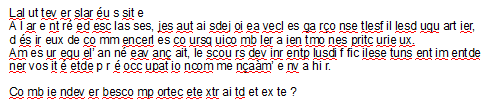 Lal ut tev er slar éu s sit e
A l ar e nt ré ed esc las ses, jes aut ai sdej oi ea vecl es ga rço nse tlesf il lesd ugu art ier,
d és ir eux de co mm encerl es co ursq uico mb ler a ien tmo nes pritc urie ux.
Am es ur equ el' an né eav anç ait, le scou rs dev inr entp lusdi f fic ilese tuns ent im ent de
ner vos it é etde p r é occ upat io ncom me nçaàm' e nv a hi r.

Co mb ie ndev er besco mp ortec ete xtr ai td et ex te ?